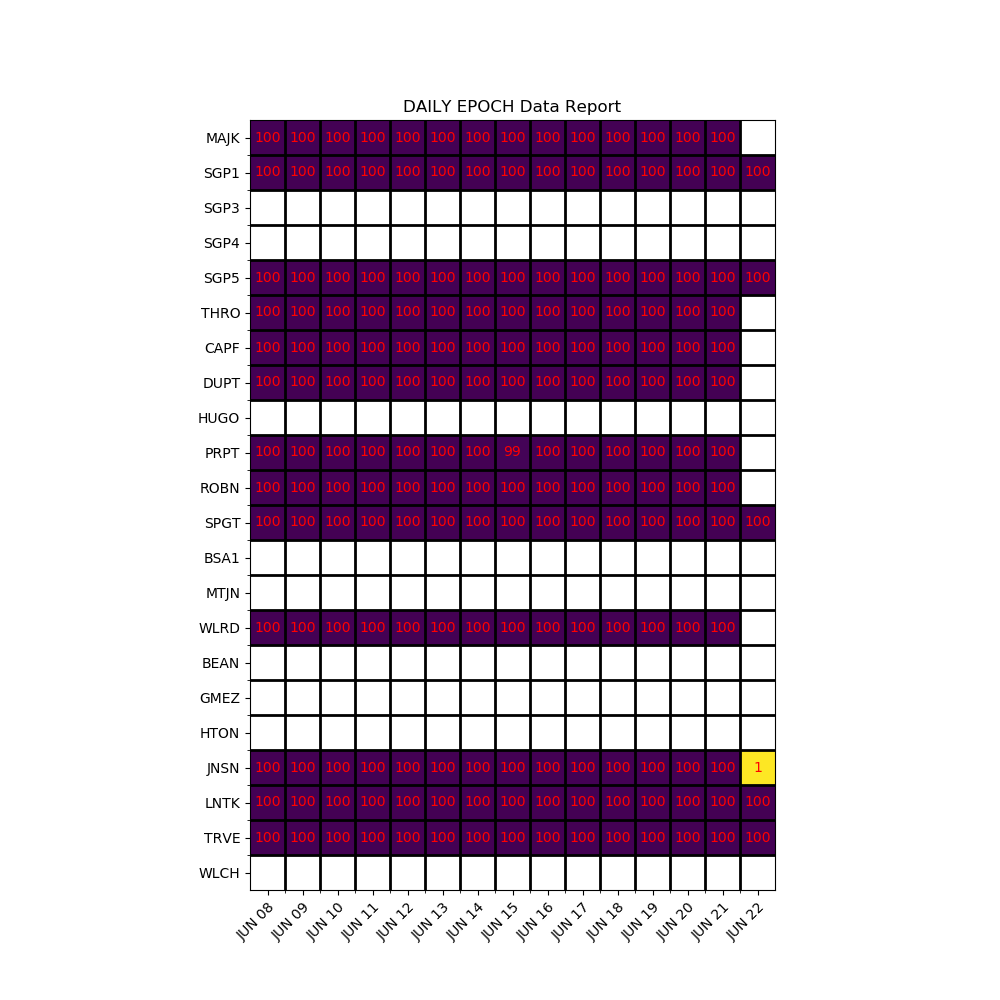 DAILY EPOCH Data Report
MAJK 100 100 100 100 100 100 100 100 100 100 100 100 100 100
SGP1 100 100 100 100 100 100 100 100 100 100 100 100 100 100 100
SGP3
SGP4
SGP5 100 100 100 100 100 100 100 100 100 100 100 100 100 100 100
THRO 100 100 100 100 100 100 100 100 100 100 100 100 100 100
CAPF 100 100 100 100 100 100 100 100 100 100 100 100 100 100
DUPT 100 100 100 100 100 100 100 100 100 100 100 100 100 100
HUGO
PRPT 100 100 100 100 100 100 100 99 100 100 100 100 100 100
ROBN 100 100 100 100 100 100 100 100 100 100 100 100 100 100
SPGT 100 100 100 100 100 100 100 100 100 100 100 100 100 100 100
BSA1
MTJN
WLRD 100 100 100 100 100 100 100 100 100 100 100 100 100 100
BEAN
GMEZ
HTON
JNSN 100 100 100 100 100 100 100 100 100 100 100 100 100 100 1
LNTK 100 100 100 100 100 100 100 100 100 100 100 100 100 100 100
TRVE 100 100 100 100 100 100 100 100 100 100 100 100 100 100 100
WLCH
JUN 08 JUN 09 JUN 10 JUN 11 JUN 12 JUN 13 JUN 14 JUN 15 JUN 16 JUN 17 JUN 18 JUN 19 JUN 20 JUN 21 JUN 22